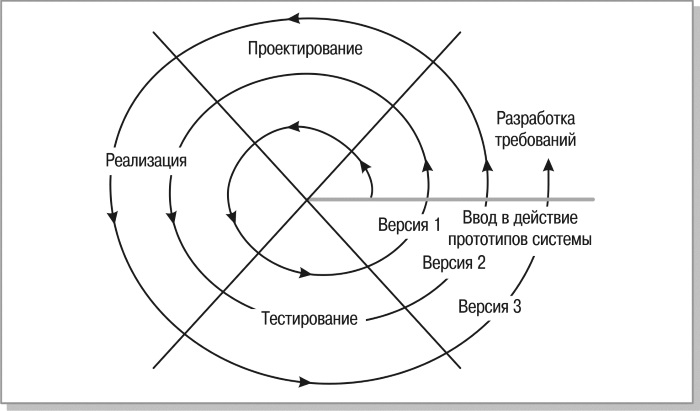 Проектирование
Разработка
требований
Реализация
Версия 1
Ввод в действие
прототипов системы
Версия 2
Версия 3
Тестирование